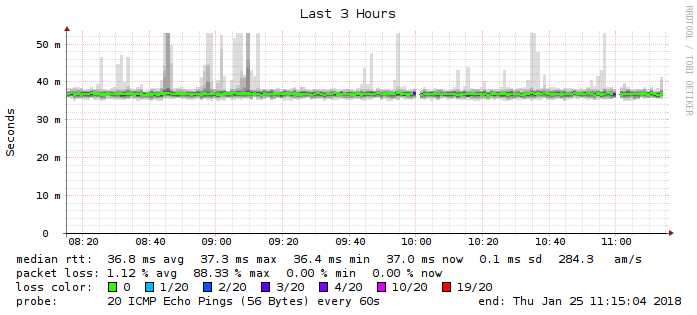 Last 3 Hours
RRDTOOL / TOBI OETIKER
Seconds
50 m
40 m
30 m
20 m
10 m
0
08:20 08:40 09:00 09:20 09:40 10:00 10:20 10:40 11:00
median rtt: 36.8 ms avg 37.3 ms max 36.4 ms min 37.0 ms now 0.1 ms sd 284.3 am/s
packet loss: 1.12 % avg 88.33 % max 0.00 % min 0.00 % now
loss color: 0 1/20 2/20 3/20 4/20 10/20 19/20
probe: 20 ICMP Echo Pings (56 Bytes) every 60s end: Thu Jan 25 11:15:04 2018